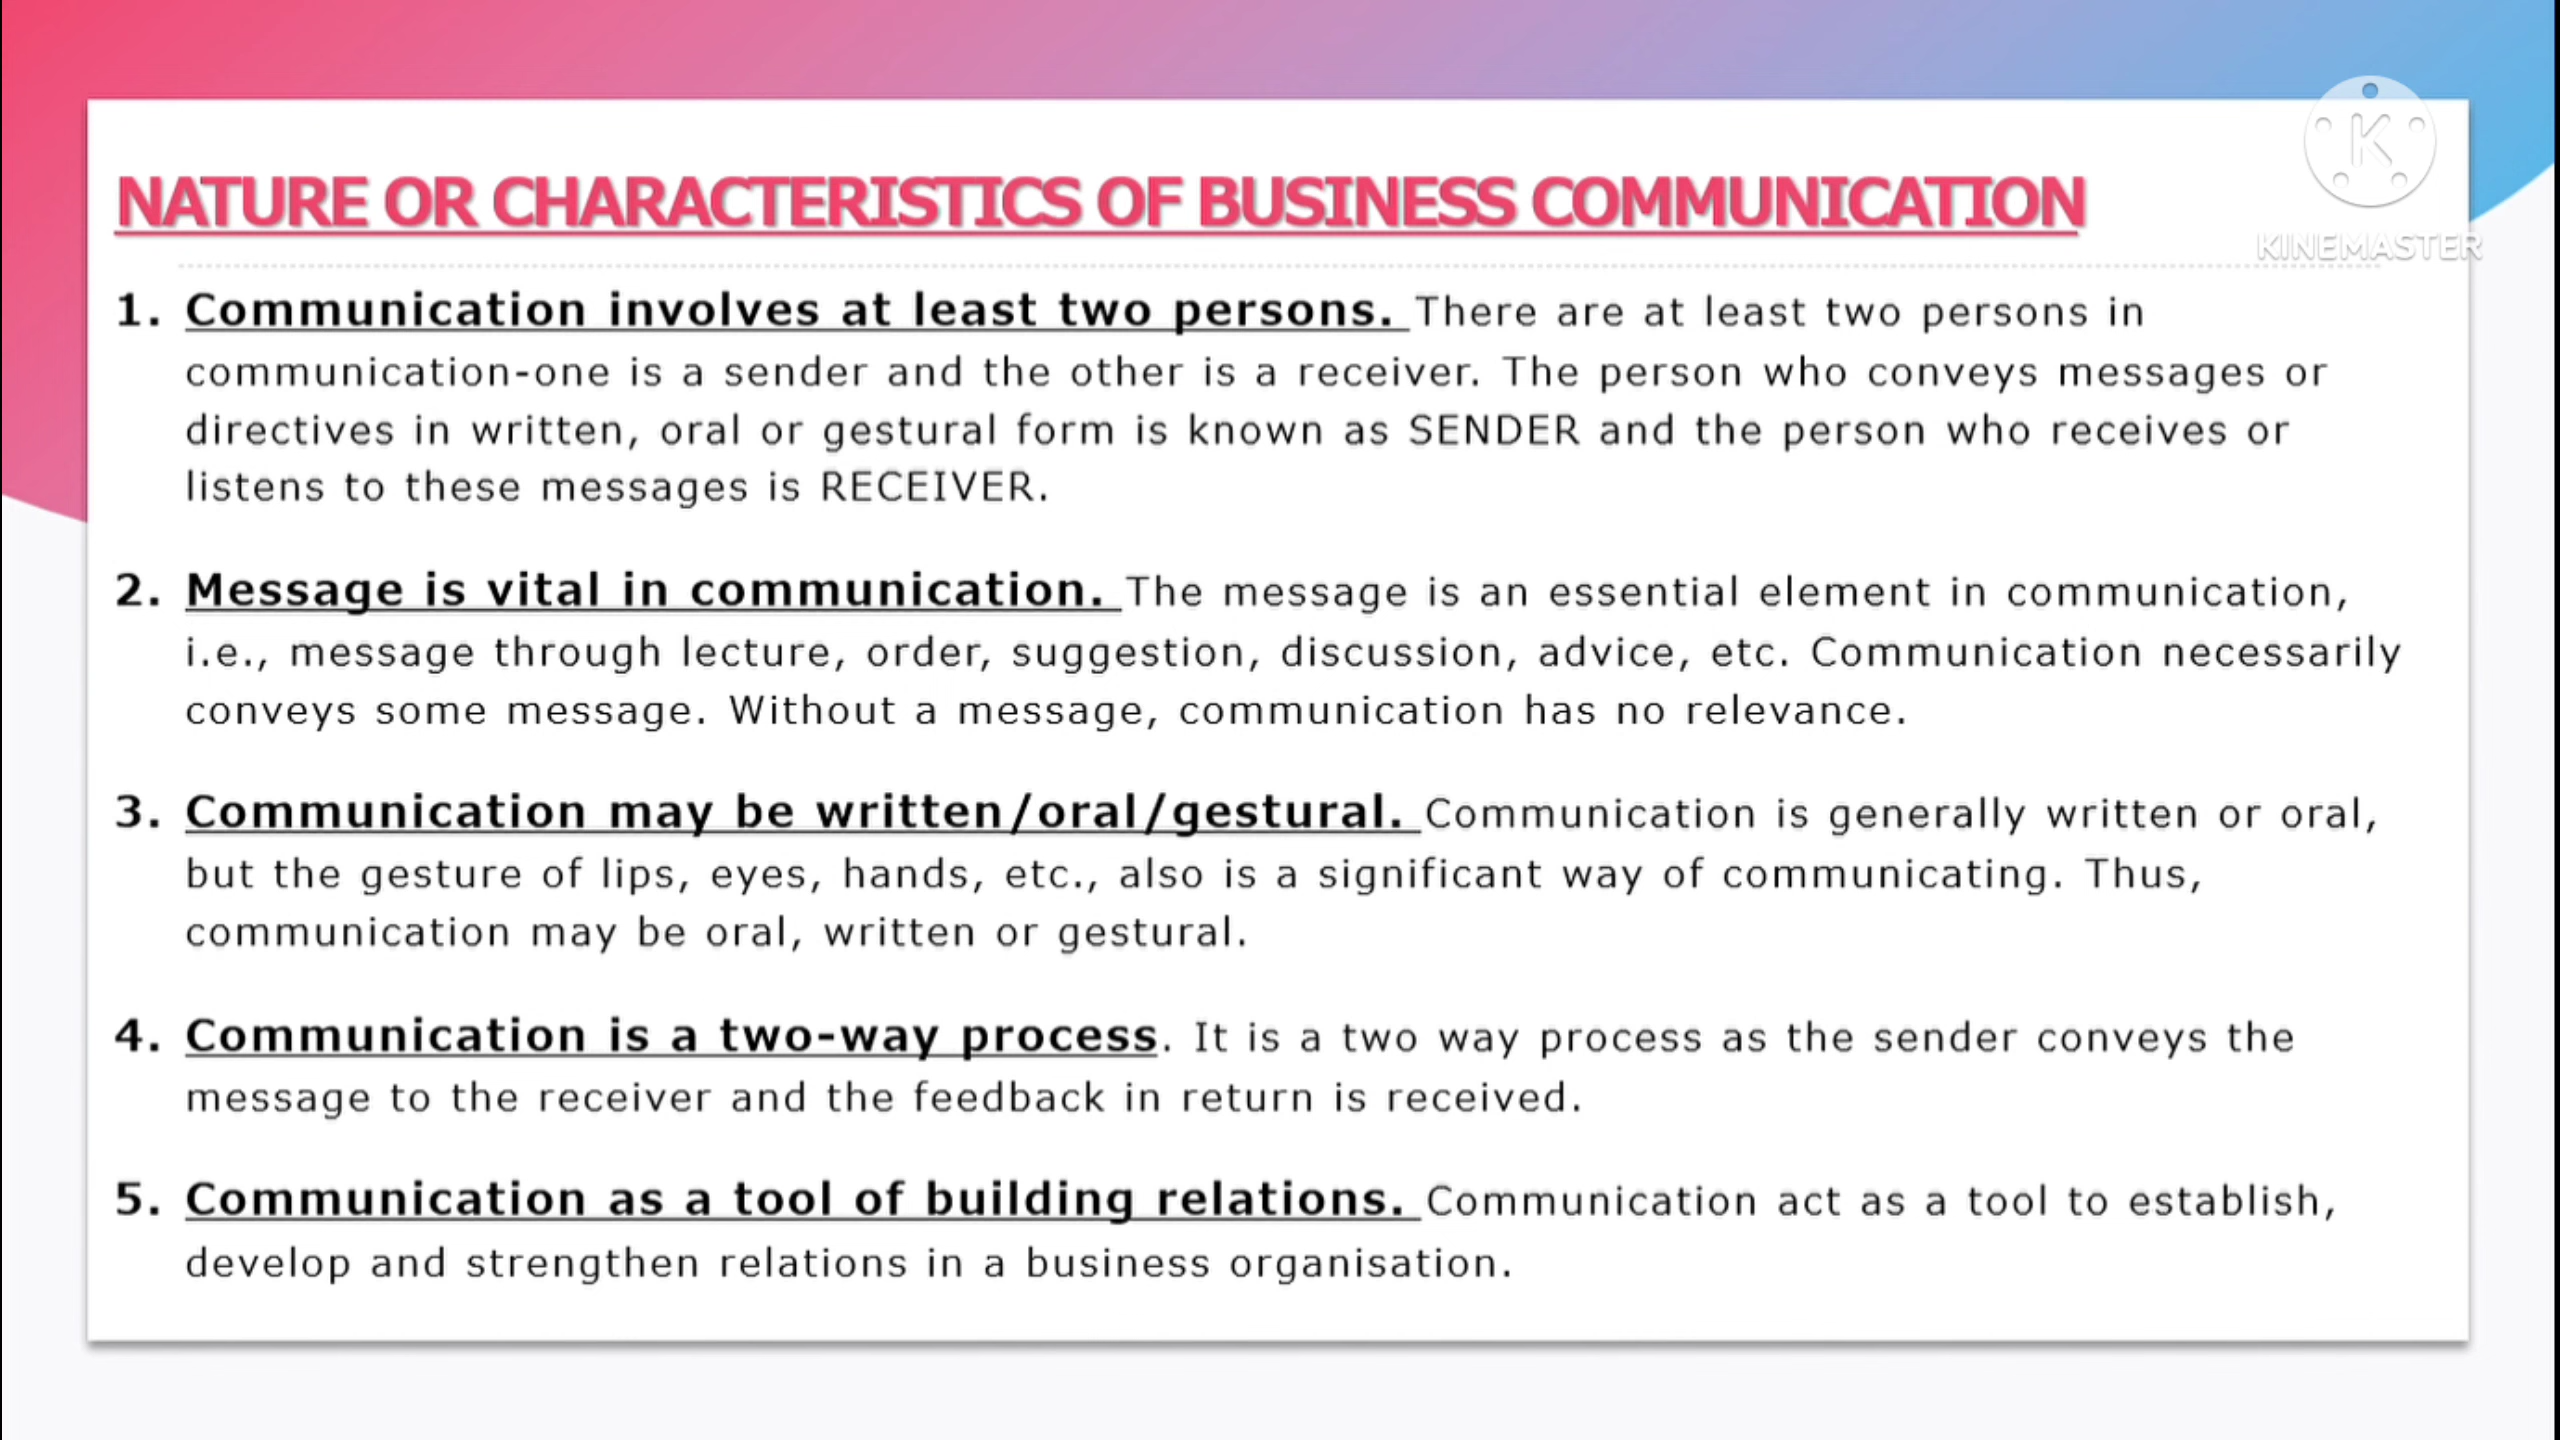 NATURE OR CHARACTERISTICS OF BUSINESS COMMUNICATION
KINEMASTER
1. Communication involves at least two persons. There are at least two persons in
communication-one is a sender and the other is a receiver. The person who conveys messages or
directives in written, oral or gestural form is known as SENDER and the person who receives or
listens to these messages is RECEIVER.
2. Message is vital in communication. The message is an essential element in communication,
i.e., message through lecture, order, suggestion, discussion, advice, etc. Communication necessarily
conveys some message. Without a message, communication has no relevance.
3. Communication may be written/oral/gestural. Communication is generally written or oral,
but the gesture of lips, eyes, hands, etc., also is a significant way of communicating. Thus,
communication may be oral, written or gestural.
4. Communication is a two-way process. It is a two way process as the sender conveys the
message to the receiver and the feedback in return is received.
5. Communication as a tool of building relations. Communication act as a tool to establish,
develop and strengthen relations in a business organisation.